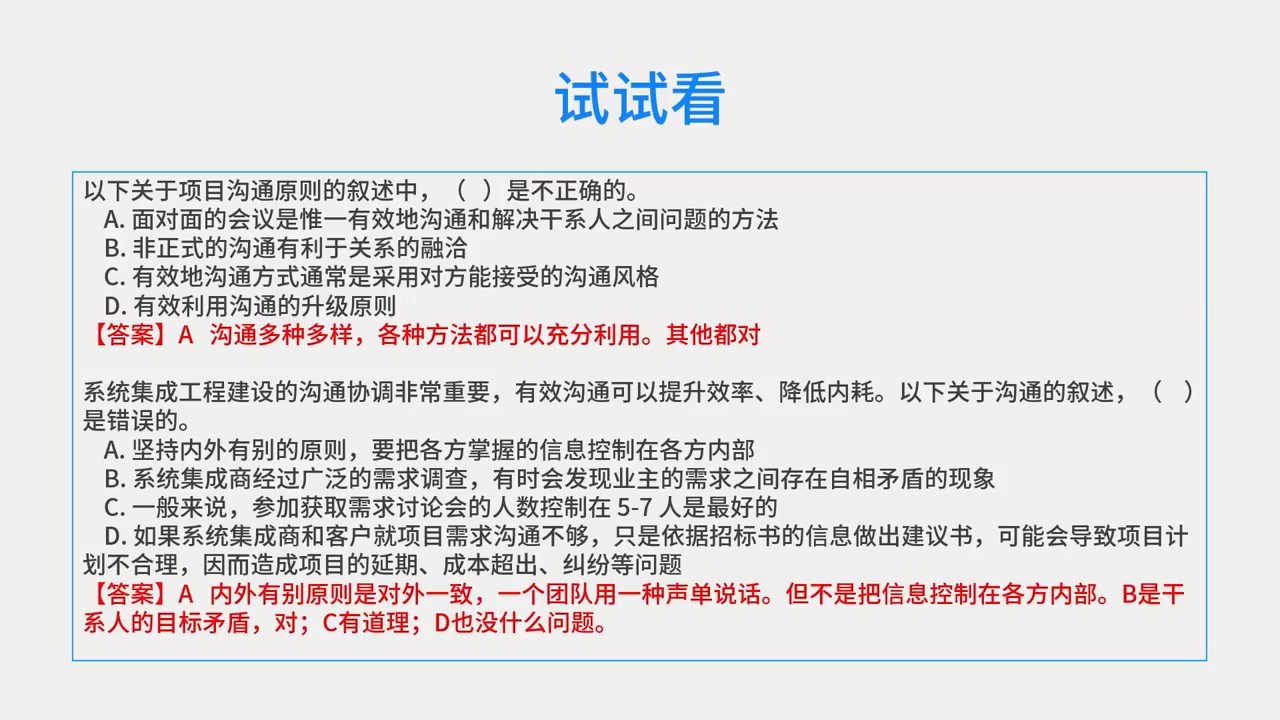 试试看
以下关于项目沟通原则的叙述中，（ ）是不正确的。
A. 面对面的会议是惟一有效地沟通和解决干系人之间问题的方法
B. 非正式的沟通有利于关系的融洽
C. 有效地沟通方式通常是采用对方能接受的沟通风格
D. 有效利用沟通的升级原则
【答案】A 沟通多种多样，各种方法都可以充分利用。其他都对
系统集成工程建设的沟通协调非常重要，有效沟通可以提升效率、降低内耗。以下关于沟通的叙述，（ ）
是错误的。
A. 坚持内外有别的原则，要把各方掌握的信息控制在各方内部
B. 系统集成商经过广泛的需求调查，有时会发现业主的需求之间存在自相矛盾的现象
C. 一般来说，参加获取需求讨论会的人数控制在 5-7 人是最好的
D. 如果系统集成商和客户就项目需求沟通不够，只是依据招标书的信息做出建议书，可能会导致项目计
划不合理，因而造成项目的延期、成本超出、纠纷等问题
【答案】A 内外有别原则是对外一致，一个团队用一种声单说话。但不是把信息控制在各方内部。B是干
系人的目标矛盾，对；C有道理；D也没什么问题。